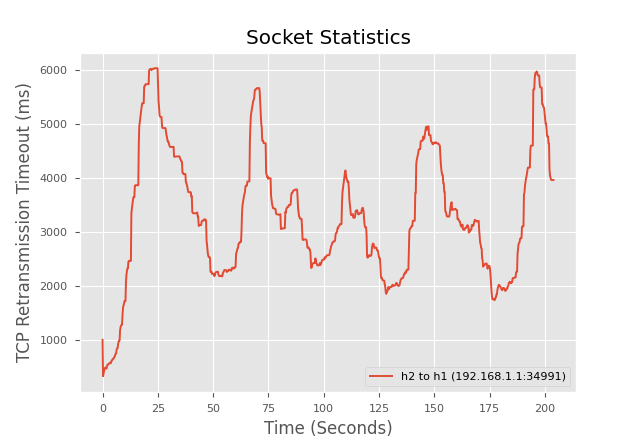 Socket Statistics
TCP Retransmission Timeout (ms)
6000
5000
4000
3000
2000
1000
h2 to h1 (192.168.1.1:34991)
0 25 50 75 100 125 150 175 200
Time (Seconds)